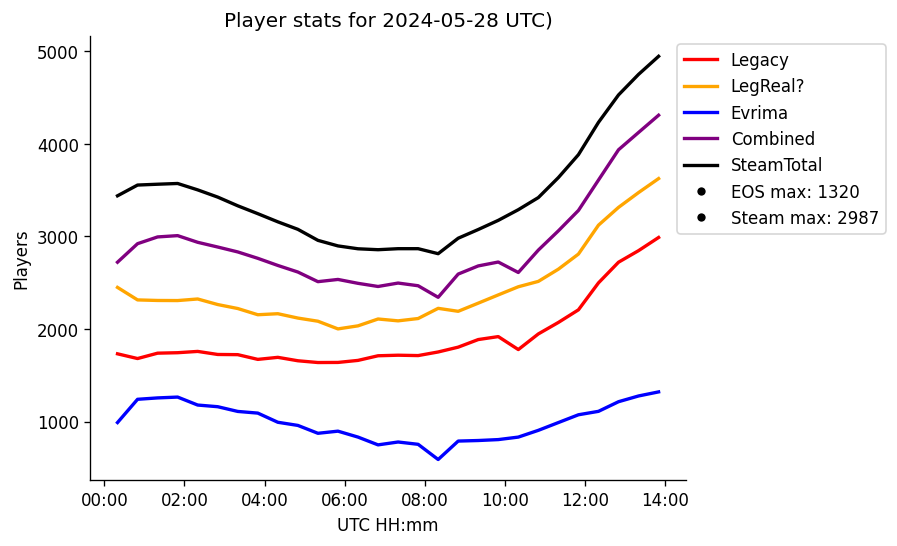 Player stats for 2024-05-28 UTC)
5000
4000
3000
2000
1000
Players
00:00 02:00 04:00 06:00 08:00 10:00 12:00 14:00
UTC HH:mm
Legacy
LegReal?
Evrima
Combined
SteamTotal
EOS max: 1320
Steam max: 2987